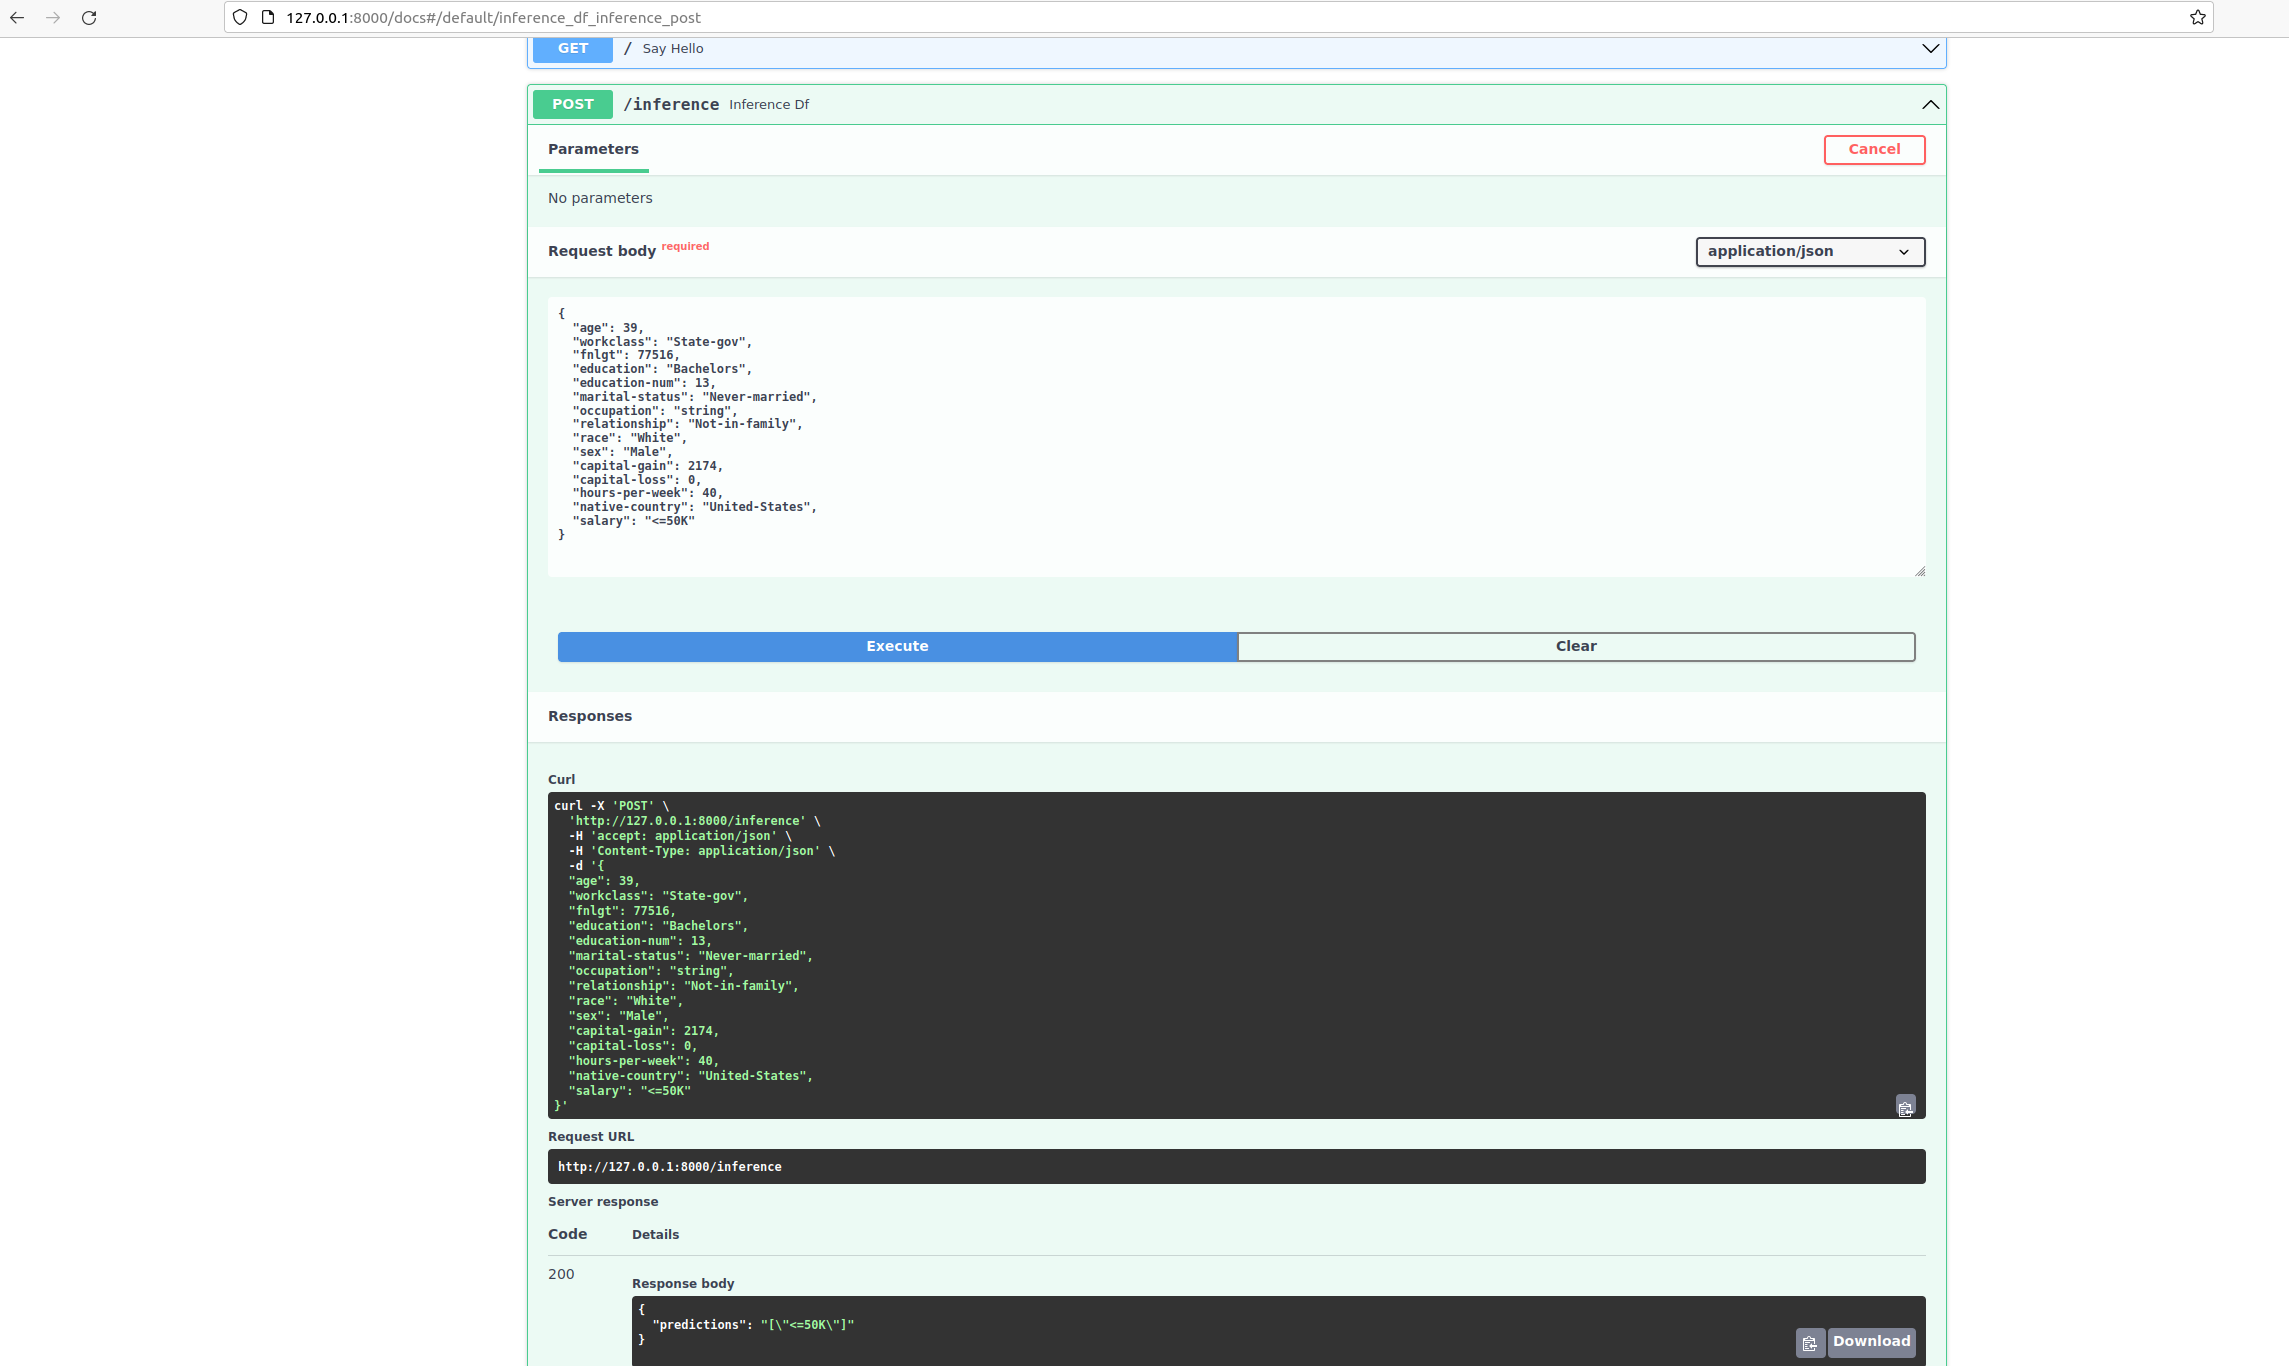 127.0.0.1:8000/docs#/default/inference_df_inference_post
GET / Say Hello
POST /inference Inference Df
Parameters
Cancel
No parameters
Request body required
application/json
{
  "age": 39,
  "workclass": "State-gov",
  "fnlgt": 77516,
  "education": "Bachelors",
  "education-num": 13,
  "marital-status": "Never-married",
  "occupation": "string",
  "relationship": "Not-in-family",
  "race": "White",
  "sex": "Male",
  "capital-gain": 2174,
  "capital-loss": 0,
  "hours-per-week": 40,
  "native-country": "United-States",
  "salary": "<=50K"
}
Execute
Clear
Responses
Curl
curl -X 'POST' \
  'http://127.0.0.1:8000/inference' \
  -H 'accept: application/json' \
  -H 'Content-Type: application/json' \
  -d '{
  "age": 39,
  "workclass": "State-gov",
  "fnlgt": 77516,
  "education": "Bachelors",
  "education-num": 13,
  "marital-status": "Never-married",
  "occupation": "string",
  "relationship": "Not-in-family",
  "race": "White",
  "sex": "Male",
  "capital-gain": 2174,
  "capital-loss": 0,
  "hours-per-week": 40,
  "native-country": "United-States",
  "salary": "<=50K"
}'
Request URL
http://127.0.0.1:8000/inference
Server response
Code Details
200
Response body
{
  "predictions": "[\"<=50K\"]"
}
Download